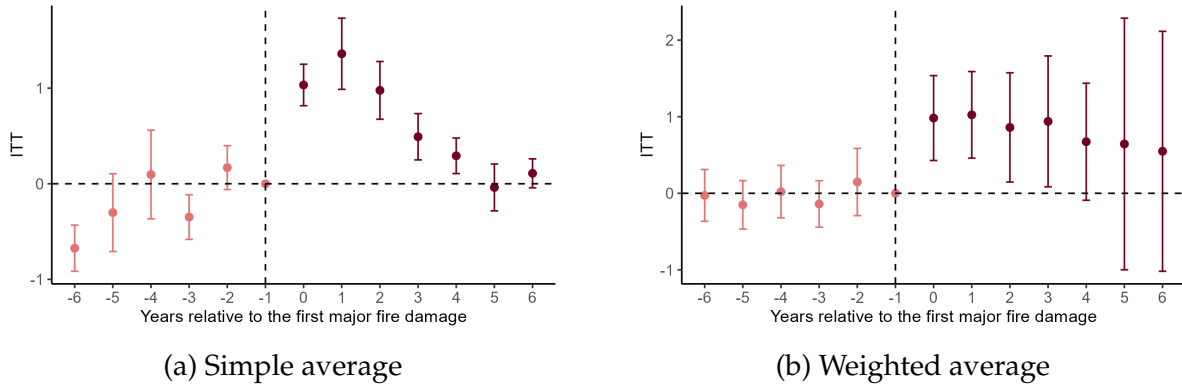 ITT
1
0
-1
-6 -5 -4 -3 -2 -1 0 1 2 3 4 5 6
Years relative to the first major fire damage
(a) Simple average
ITT
2
1
0
-1
-6 -5 -4 -3 -2 -1 0 1 2 3 4 5 6
Years relative to the first major fire damage
(b) Weighted average